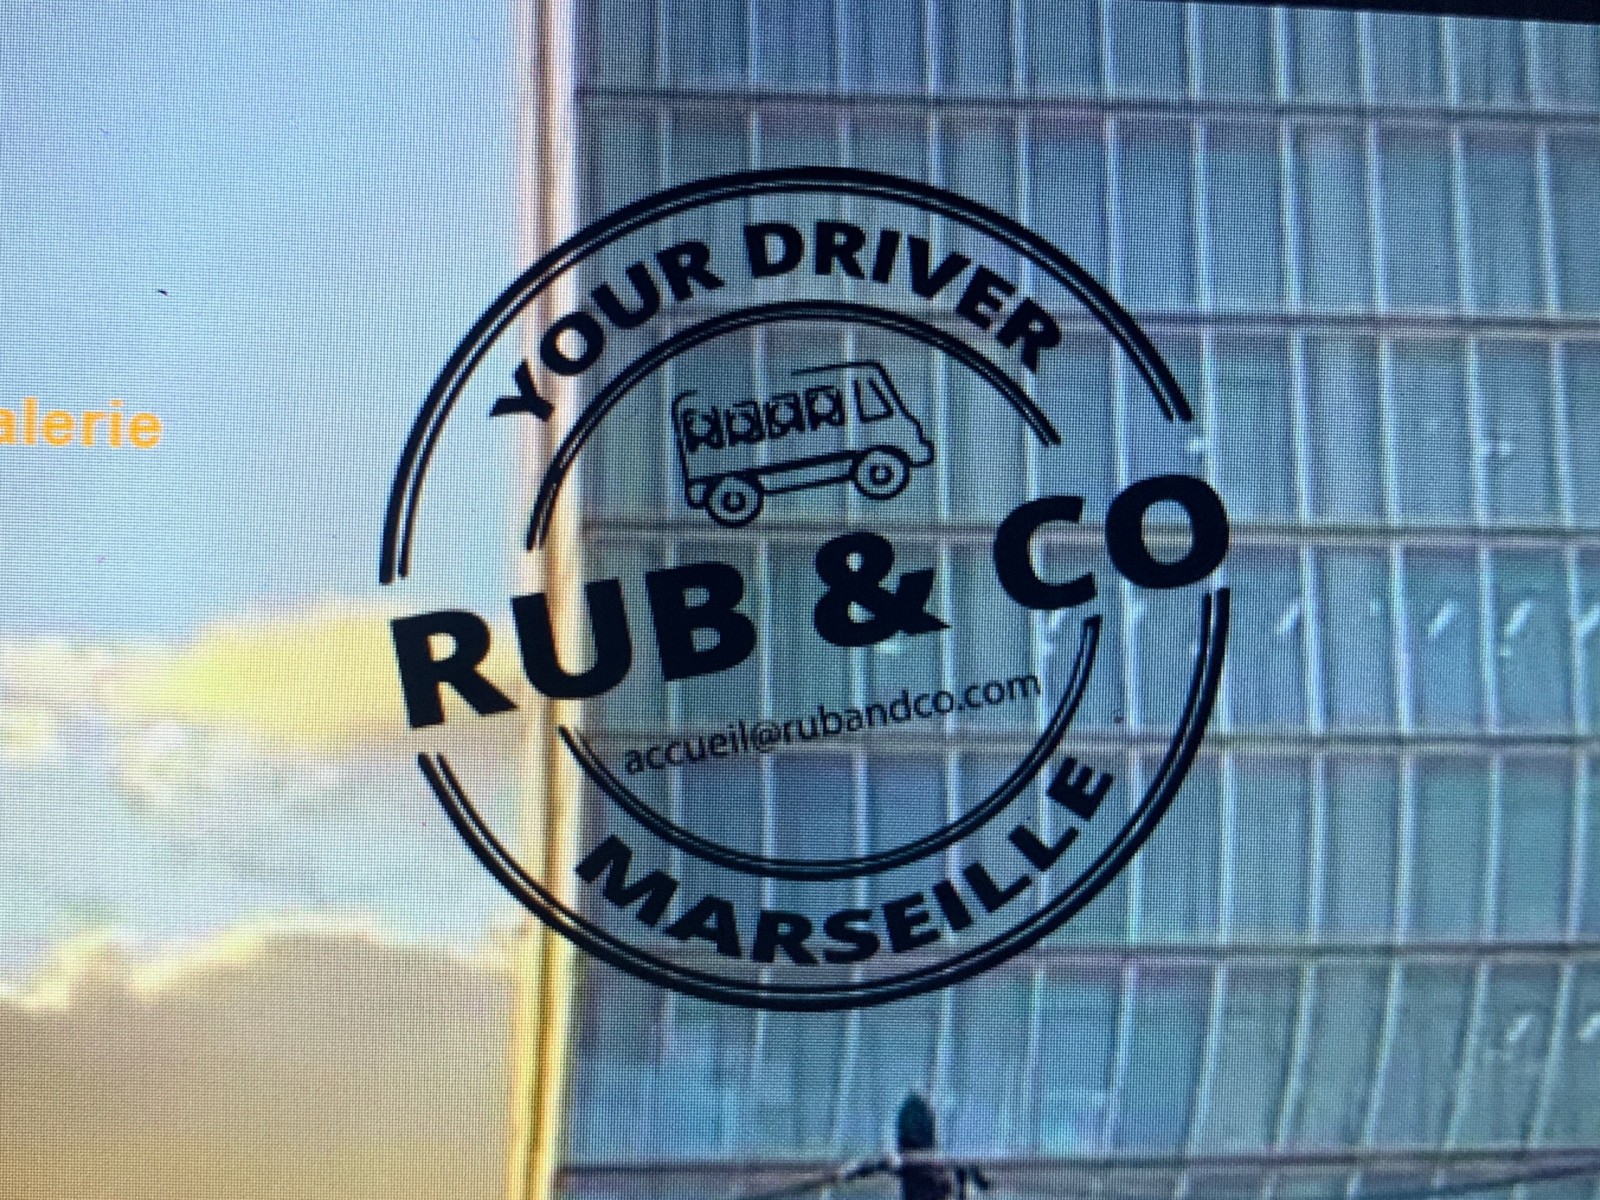 alerie
YOUR DRIVER
RUB & CO
accueil@rubandco.com
MARSEILLE